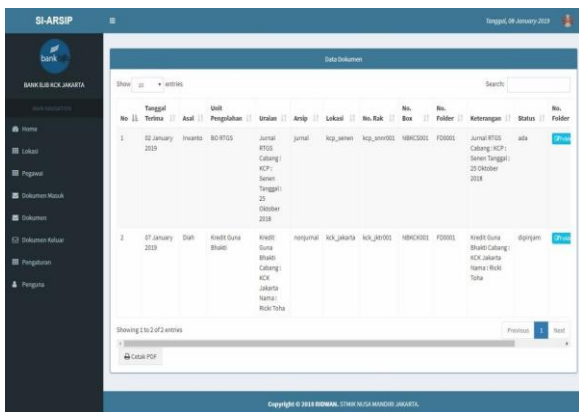 SI-ARSIP
Tanggal, 08 January 2019
bank
BANK BJB KCK JAKARTA
MAIN NAVIGATION
Home
Lokasi
Pegawai
Dokumen Masuk
Dokumen
Dokumen Keluar
Pengaturan
Penguna
Data Dokumen
Show 10 entries
Search:
No Tanggal Terima Asal Unit Pengolahan Uraian Arsip Lokasi No. Rak No. Box No. Folder Keterangan Status No. Folder
1 02 January 2019 Irwanto BO RTGS Jurnal RTGS Cabang : KCP : Senen Tanggal : 25 Oktober 2018 jurnal kcp_senen kcp_snnr001 NBKCS001 FD0001 Jurnal RTGS Cabang : KCP : Senen Tanggal : 25 Oktober 2018 ada
2 07 January 2019 Diah Kredit Guna Bhakti Kredit Guna Bhakti Cabang : KCK Jakarta Nama : Ricki Toha nonjurnal kck_jakarta kck_jktr001 NBKCK001 FD0001 Kredit Guna Bhakti Cabang : KCK Jakarta Nama : Ricki Toha dipinjam
Showing 1 to 2 of 2 entries
Previous 1 Next
Cetak PDF
Copyright © 2018 RIDWAN. STMIK NUSA MANDIRI JAKARTA.